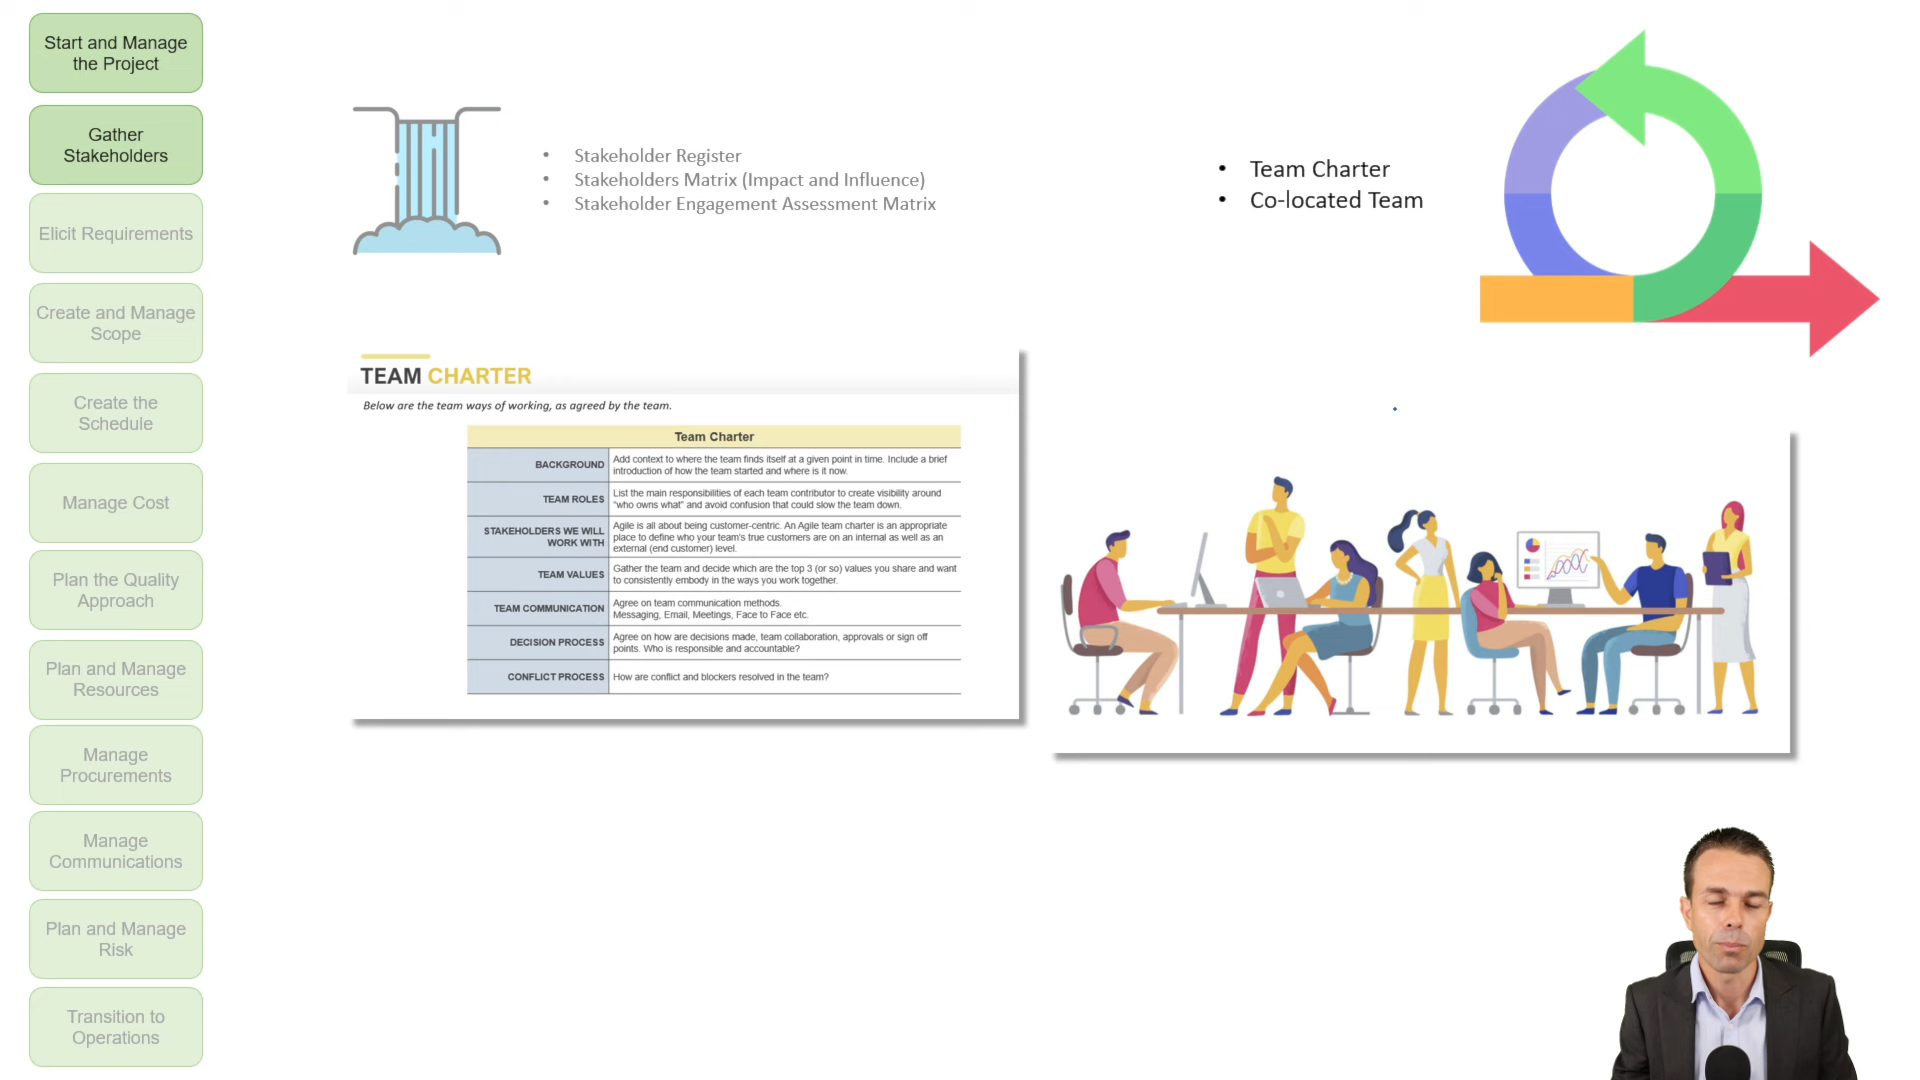 Start and Manage
the Project
Gather
Stakeholders
Elicit Requirements
Create and Manage
Scope
Create the
Schedule
Manage Cost
Plan the Quality
Approach
Plan and Manage
Resources
Manage
Procurements
Manage
Communications
Plan and Manage
Risk
Transition to
Operations
• Stakeholder Register
• Stakeholders Matrix (Impact and Influence)
• Stakeholder Engagement Assessment Matrix
• Team Charter
• Co-located Team
TEAM CHARTER
Below are the team ways of working, as agreed by the team.
Team Charter
BACKGROUND
Add context to where the team finds itself at a given point in time. Include a brief
introduction of how the team started and where is it now.
TEAM ROLES
List the main responsibilities of each team contributor to create visibility around
"who owns what" and avoid confusion that could slow the team down.
STAKEHOLDERS WE WILL
WORK WITH
Agile is all about being customer-centric. An Agile team charter is an appropriate
place to define who your team's true customers are on an internal as well as an
external (end customer) level.
TEAM VALUES
Gather the team and decide which are the top 3 (or so) values you share and want
to consistently embody in the ways you work together.
TEAM COMMUNICATION
Agree on team communication methods.
Messaging, Email, Meetings, Face to Face etc.
DECISION PROCESS
Agree on how are decisions made, team collaboration, approvals or sign off
points. Who is responsible and accountable?
CONFLICT PROCESS
How are conflict and blockers resolved in the team?